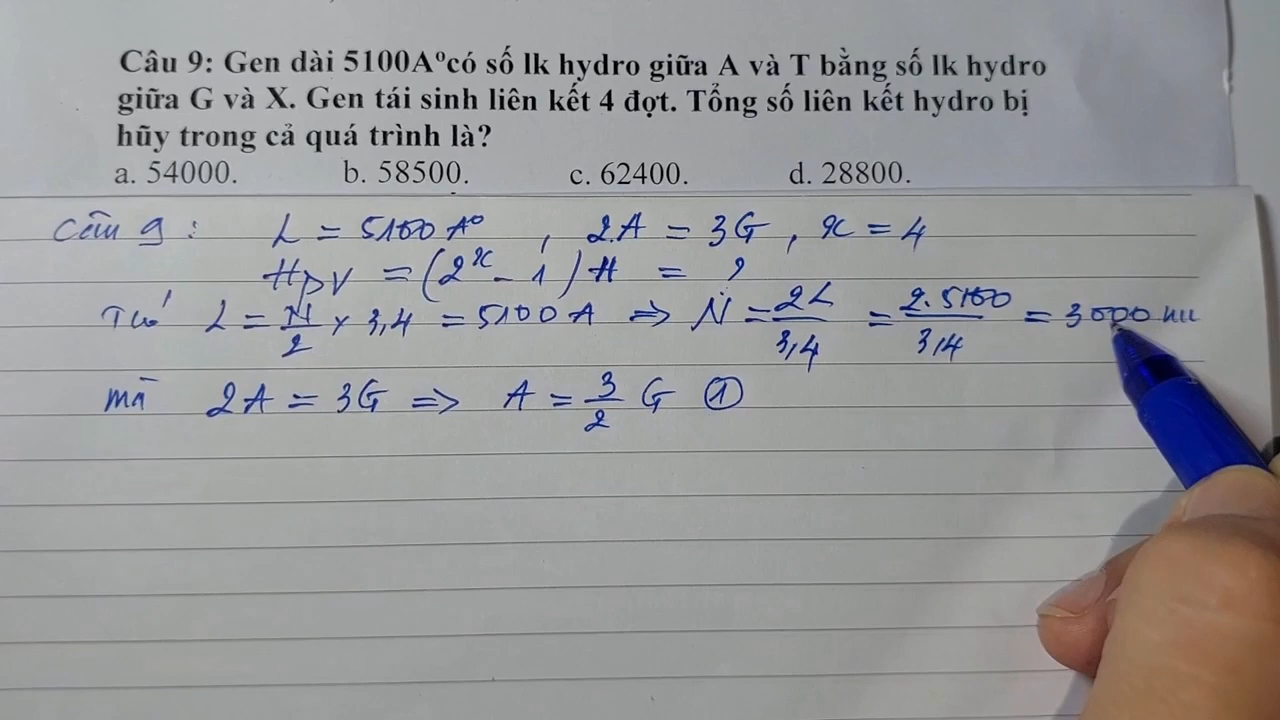 Câu 9: Gen dài 5100Aºcó số lk hydro giữa A và T bằng số lk hydro
giữa G và X. Gen tái sinh liên kết 4 đợt. Tổng số liên kết hydro bị
hũy trong cả quá trình là?
a. 54000. b. 58500. c. 62400. d. 28800.
Câu 9 : L = 5100 Aº , 2A = 3G , x = 4
HPV = (2^x - 1) H = ?
Từ L = N/2 x 3,4 = 5100 A => N = 2L/3,4 = 2.5100/3,4 = 3000 nu
mà 2A = 3G => A = 3/2 G ①